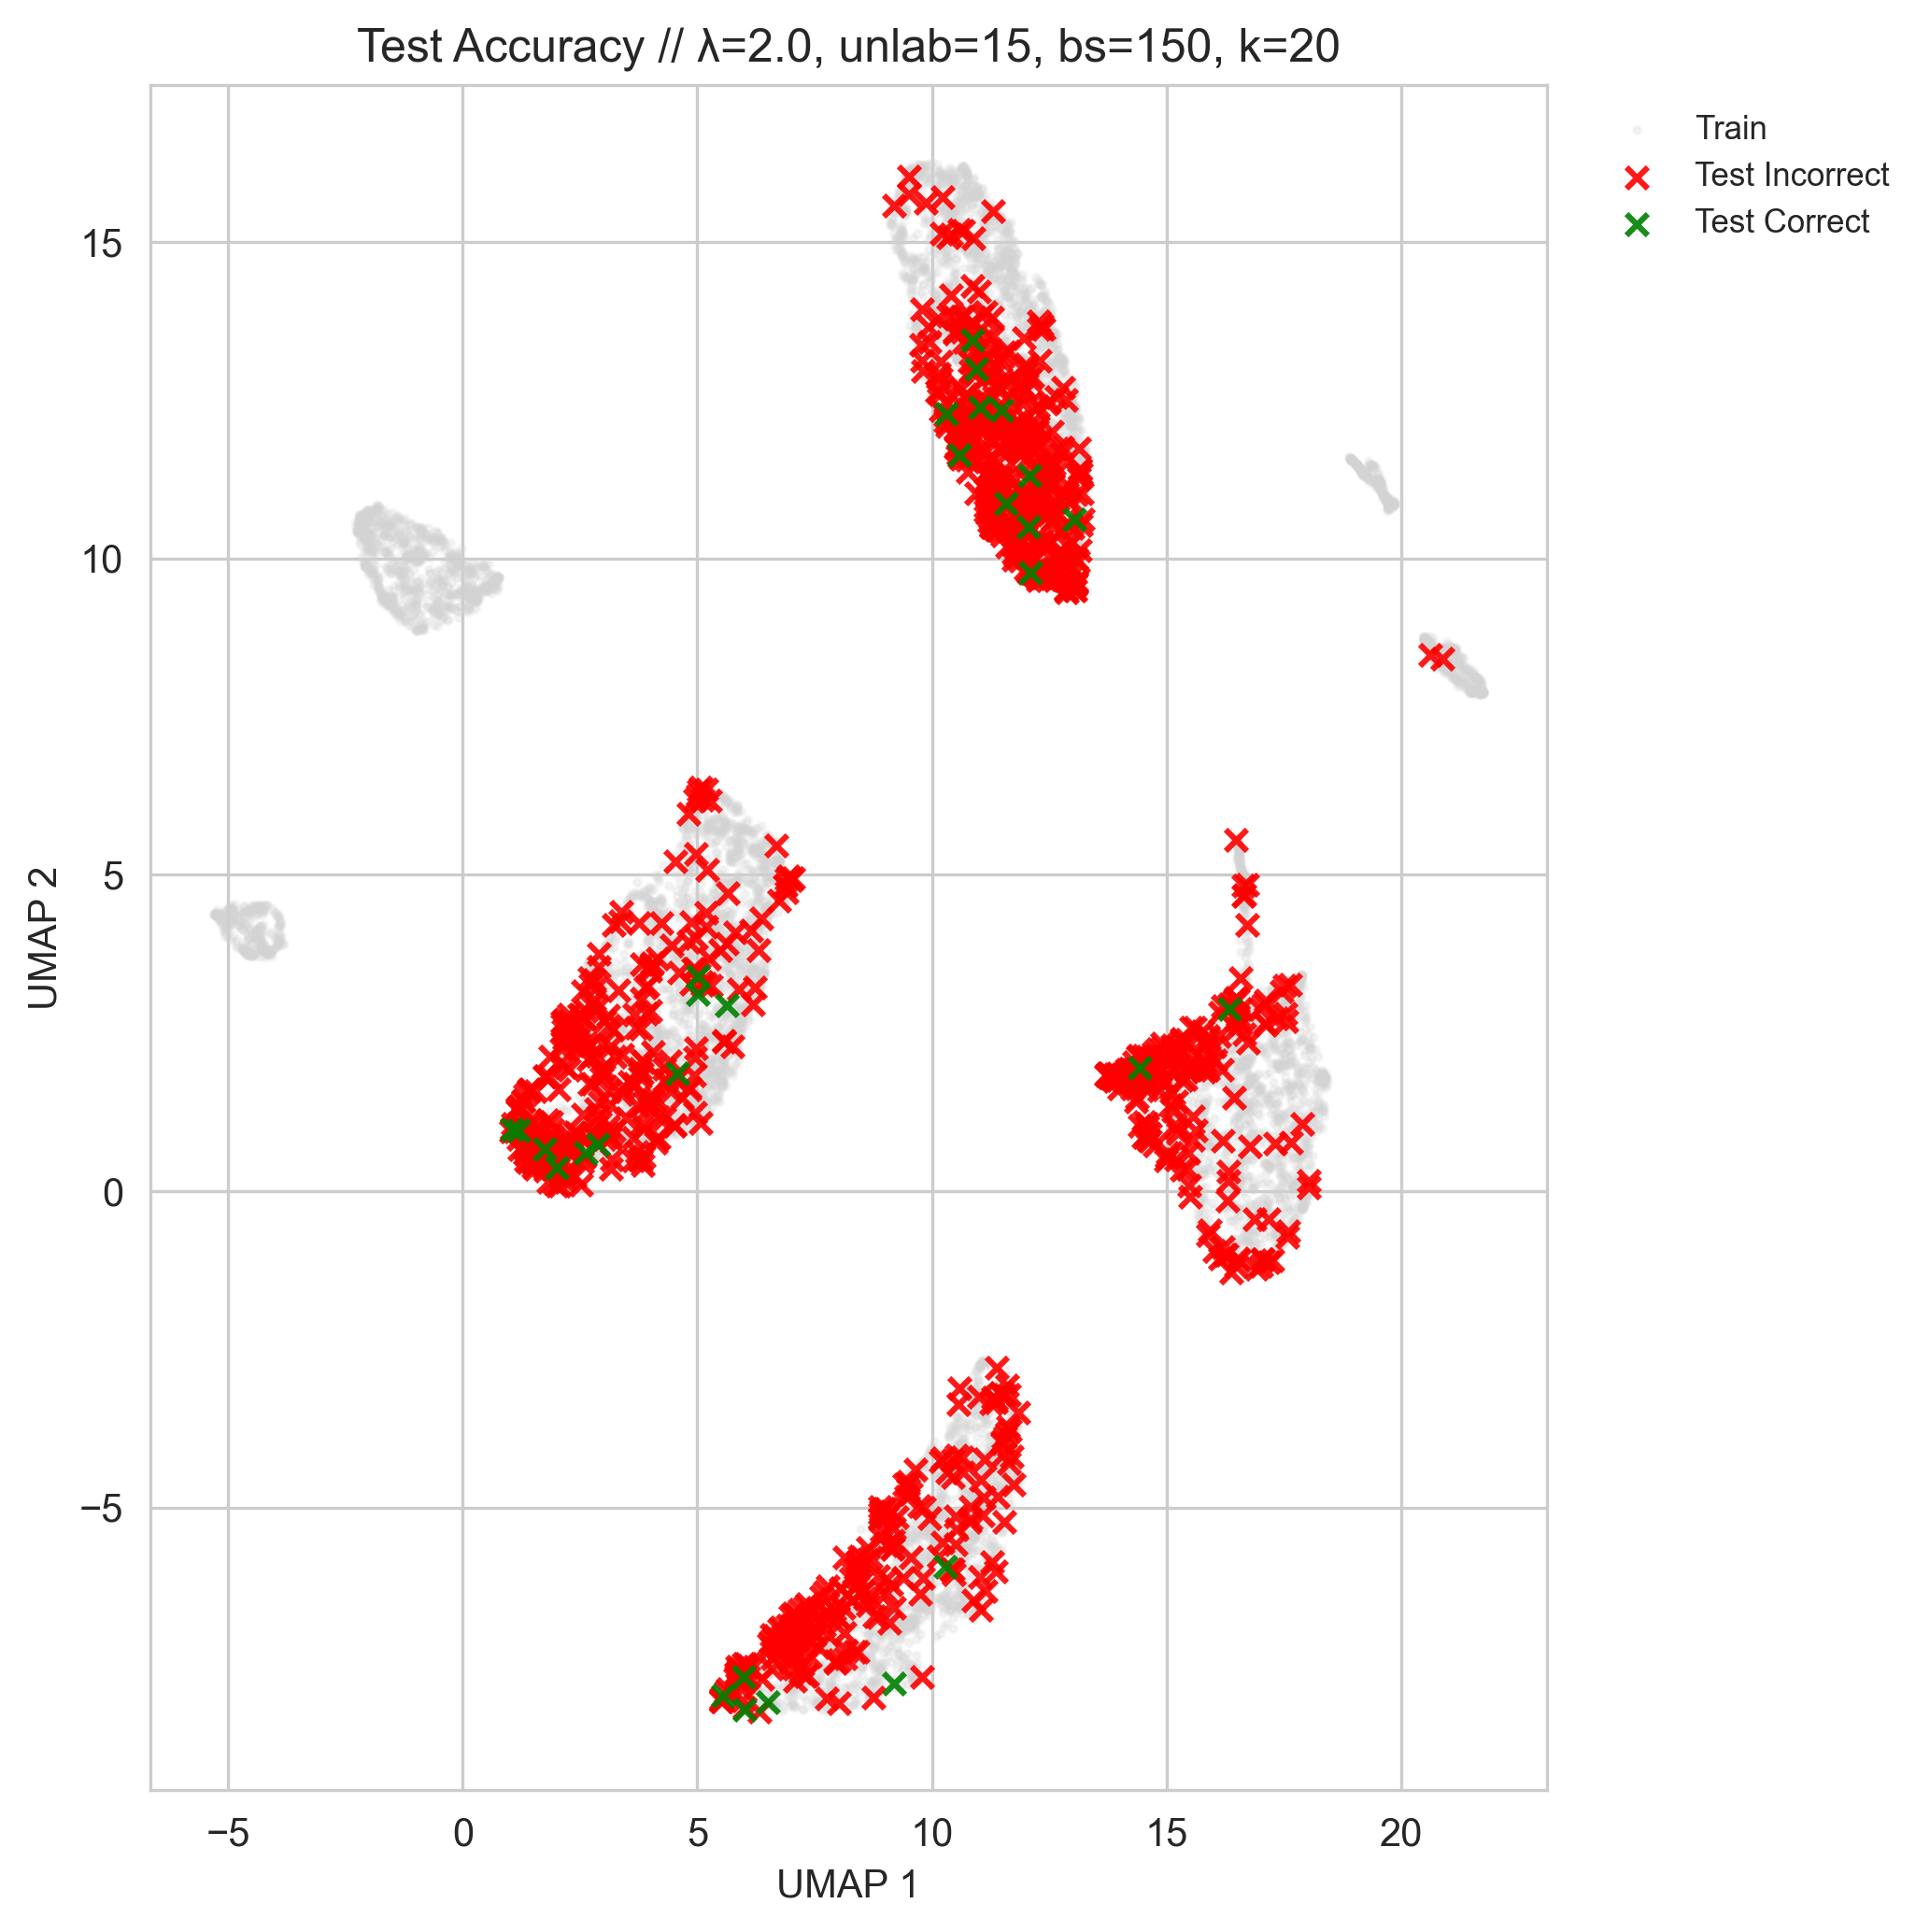 Test Accuracy // λ=2.0, unlab=15, bs=150, k=20
Train
Test Incorrect
Test Correct
15
10
5
0
−5
UMAP 2
−5
0
5
10
15
20
UMAP 1